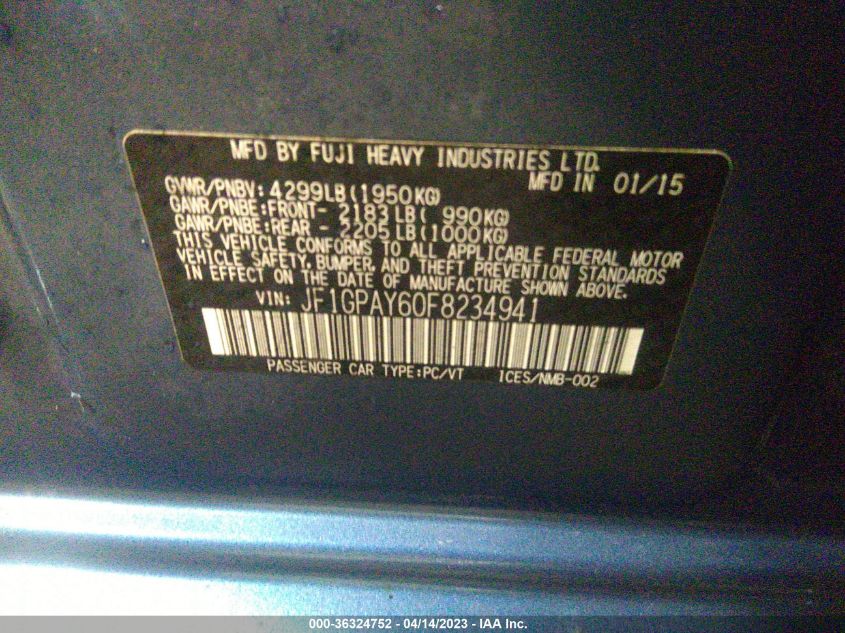 MFD BY FUJI HEAVY INDUSTRIES LTD.
MFD IN 01/15
GVWR/PNBV: 4299LB(1950KG)
GAWR/PNBE:FRONT- 2183LB( 990KG)
GAWR/PNBE:REAR - 2205LB(1000KG)
THIS VEHICLE CONFORMS TO ALL APPLICABLE FEDERAL MOTOR
VEHICLE SAFETY, BUMPER, AND THEFT PREVENTION STANDARDS
IN EFFECT ON THE DATE OF MANUFACTURE SHOWN ABOVE.
VIN: JF1GPAY60F8234941
PASSENGER CAR TYPE:PC/VT ICES/NMB-002
000-36324752 - 04/14/2023 - IAA Inc.